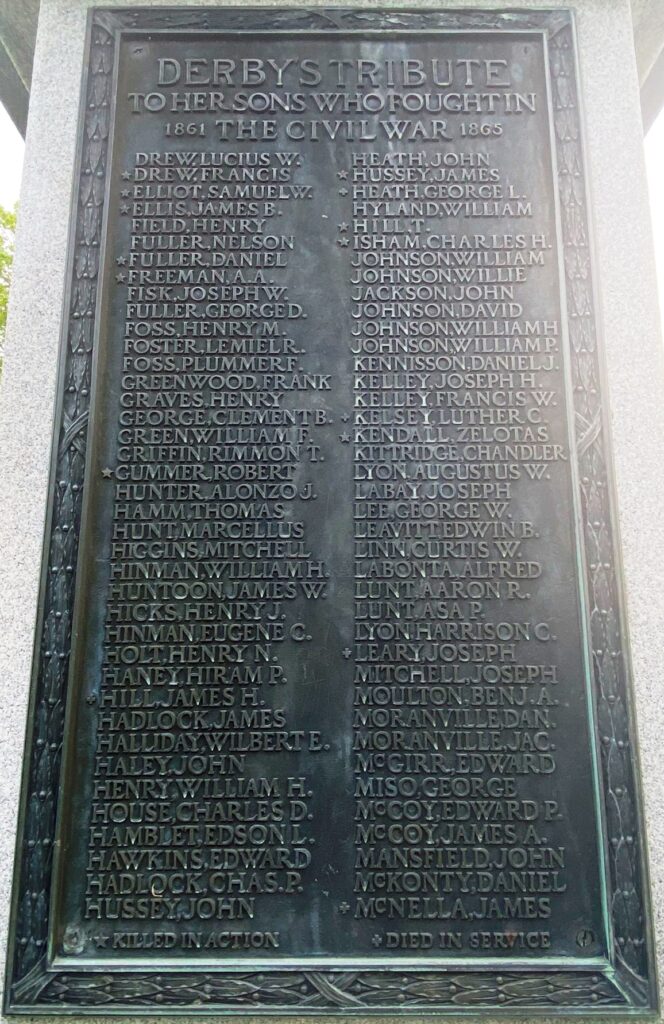 DERBY'S TRIBUTE
TO HER SONS WHO FOUGHT IN
1861 THE CIVIL WAR 1865
DREW, LUCIUS W.
★ DREW, FRANCIS
★ ELLIOT, SAMUEL W.
★ ELLIS, JAMES B.
FIELD, HENRY
FULLER, NELSON
★ FULLER, DANIEL
★ FREEMAN, A.A.
FISK, JOSEPH W.
FULLER, GEORGE D.
FOSS, HENRY M.
FOSTER, LEMIEL R.
FOSS, PLUMMER F.
GREENWOOD, FRANK
GRAVES, HENRY
GEORGE, CLEMENT B.
GREEN, WILLIAM F.
GRIFFIN, RIMMON T.
★ GUMMER, ROBERT
HUNTER, ALONZO J.
HAMM, THOMAS
HUNT, MARCELLUS
HIGGINS, MITCHELL
HINMAN, WILLIAM H.
HUNTOON, JAMES W.
HICKS, HENRY J.
HINMAN, EUGENE C.
HOLT, HENRY N.
HANEY, HIRAM P.
+ HILL, JAMES H.
HADLOCK, JAMES
HALLIDAY, WILBERT E.
HALEY, JOHN
HENRY, WILLIAM H.
HOUSE, CHARLES D.
HAMBLET, EDSON L.
HAWKINS, EDWARD
HADLOCK, CHAS. P.
HUSSEY, JOHN
★ KILLED IN ACTION
HEATH, JOHN
★ HUSSEY, JAMES
+ HEATH, GEORGE L.
HYLAND, WILLIAM
★ HILL, T.
★ ISHAM, CHARLES H.
JOHNSON, WILLIAM
JOHNSON, WILLIE
JACKSON, JOHN
JOHNSON, DAVID
JOHNSON, WILLIAM H
JOHNSON, WILLIAM P.
KENNISSON, DANIEL J.
KELLEY, JOSEPH H.
KELLEY, FRANCIS W.
+ KELSEY, LUTHER C.
★ KENDALL, ZELOTAS
KITTRIDGE, CHANDLER
LYON, AUGUSTUS W.
LABAY, JOSEPH
LEE, GEORGE W.
LEAVITT EDWIN B.
LINN, CURTIS W.
LABONTA, ALFRED
LUNT, AARON R.
LUNT, ASA P.
LYON, HARRISON C.
+ LEARY, JOSEPH
MITCHELL, JOSEPH
MOULTON, BENJ. A.
MORANVILLE, DAN.
MORANVILLE, JAC.
McGIRR, EDWARD
MISO, GEORGE
McCOY, EDWARD P.
McCOY, JAMES A.
MANSFIELD, JOHN
McKONTY, DANIEL
+ McNELLA, JAMES
+ DIED IN SERVICE